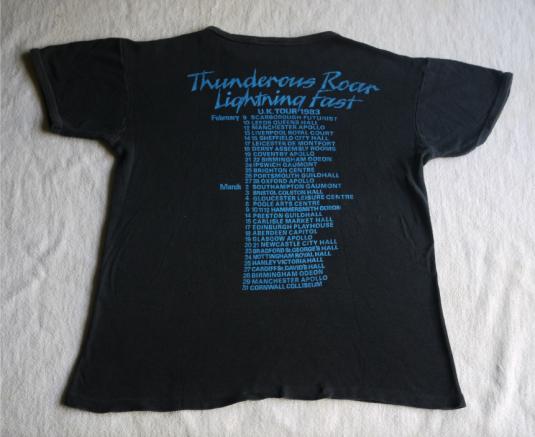 Thunderous Roar
Lightning Fast
U.K. TOUR 1983
February 9 SCARBOROUGH FUTURIST
10 LEEDS QUEENS HALL
12 MANCHESTER APOLLO
13 LIVERPOOL ROYAL COURT
14 15 SHEFFIELD CITY HALL
17 LEICESTER DE MONTFORT
18 DERBY ASSEMBLY ROOMS
19 COVENTRY APOLLO
21 22 BIRMINGHAM ODEON
24 IPSWICH GAUMONT
25 BRIGHTON CENTRE
26 PORTSMOUTH GUILDHALL
27 28 OXFORD APOLLO
March 2 SOUTHAMPTON GAUMONT
3 BRISTOL COLSTON HALL
4 GLOUCESTER LEISURE CENTRE
6 POOLE ARTS CENTRE
9 10 11 12 HAMMERSMITH ODEON
14 PRESTON GUILDHALL
15 CARLISLE MARKET HALL
17 EDINBURGH PLAYHOUSE
18 ABERDEEN CAPITOL
19 GLASGOW APOLLO
20 21 NEWCASTLE CITY HALL
23 BRADFORD St.GEORGE'S HALL
24 NOTTINGHAM ROYAL HALL
25 HANLEY VICTORIA HALL
27 CARDIFF St.DAVID'S HALL
28 BIRMINGHAM ODEON
29 MANCHESTER APOLLO
31 CORNWALL COLLISEUM